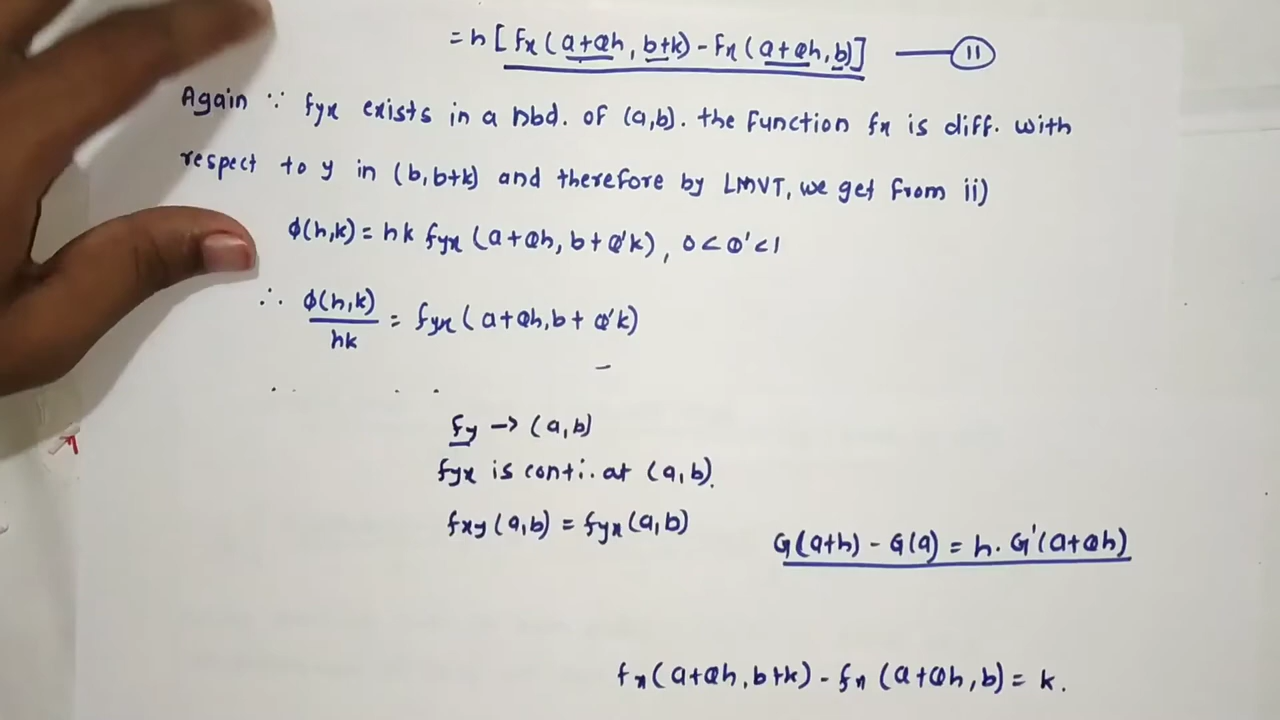 = h [ fx (a+θh, b+k) - fx (a+θh, b) ] —— 11
Again ∵ fyx exists in a nbd. of (a,b). the function fx is diff. with
respect to y in (b, b+k) and therefore by LMVT, we get from ii)
ϕ(h,k) = hk fyx (a+θh, b+θ'k), 0<θ'<1
∴ ϕ(h,k)/hk = fyx (a+θh, b+θ'k)
fy → (a,b)
fyx is conti. at (a,b).
fxy (a,b) = fyx (a,b)
G(a+h) - G(a) = h. G'(a+θh)
fx (a+θh, b+k) - fx (a+θh, b) = k.